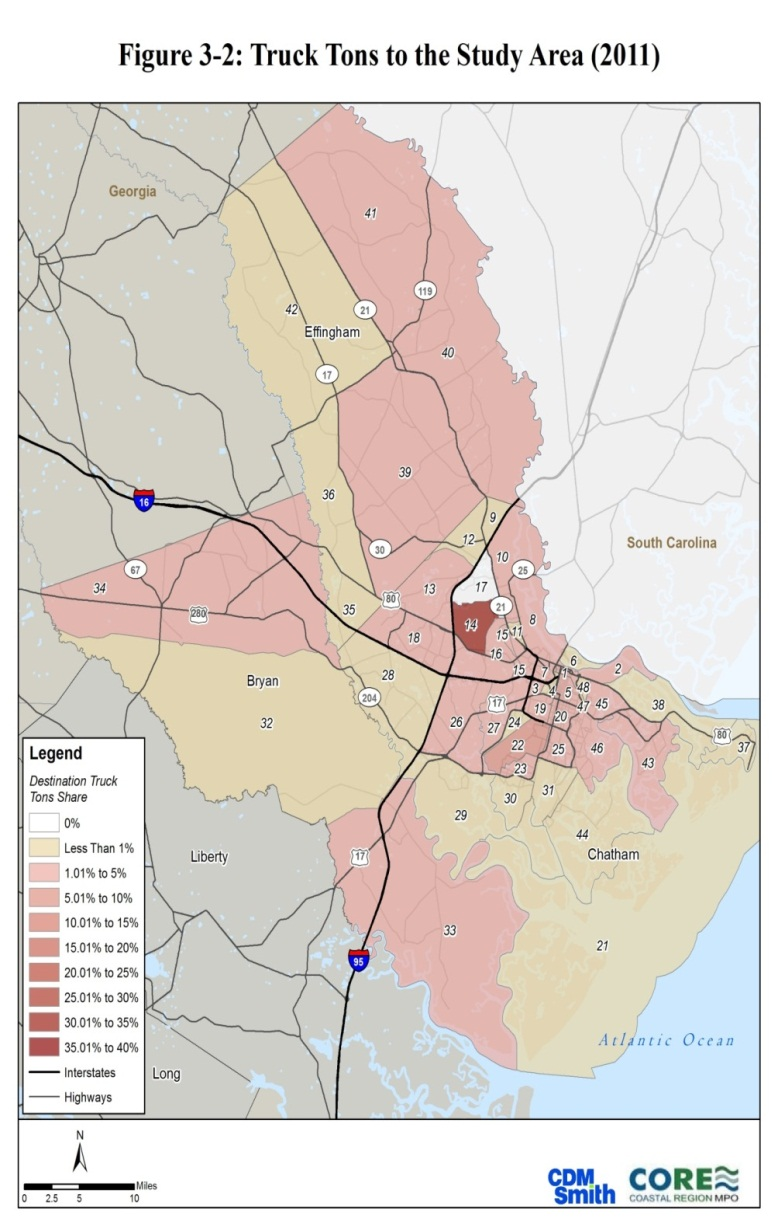 Figure 3-2: Truck Tons to the Study Area (2011)
Georgia
41
119
42
21
Effingham
40
17
39
36
16
9
12
South Carolina
30
10
25
67
34
80
13
17
280
21
35
14
8
18
15
11
16
6
Bryan
28
15
7
1
2
204
3
4
5
48
17
19
47
45
38
32
26
27
24
20
80
22
25
46
37
23
43
Legend
Destination Truck
Tons Share
0%
Less Than 1%
1.01% to 5%
5.01% to 10%
10.01% to 15%
15.01% to 20%
20.01% to 25%
25.01% to 30%
30.01% to 35%
35.01% to 40%
Interstates
Highways
31
30
29
44
Liberty
17
Chatham
33
21
95
Atlantic Ocean
Long
N
Miles
0 2.5 5 10
CDM
Smith
CORE
COASTAL REGION MPO